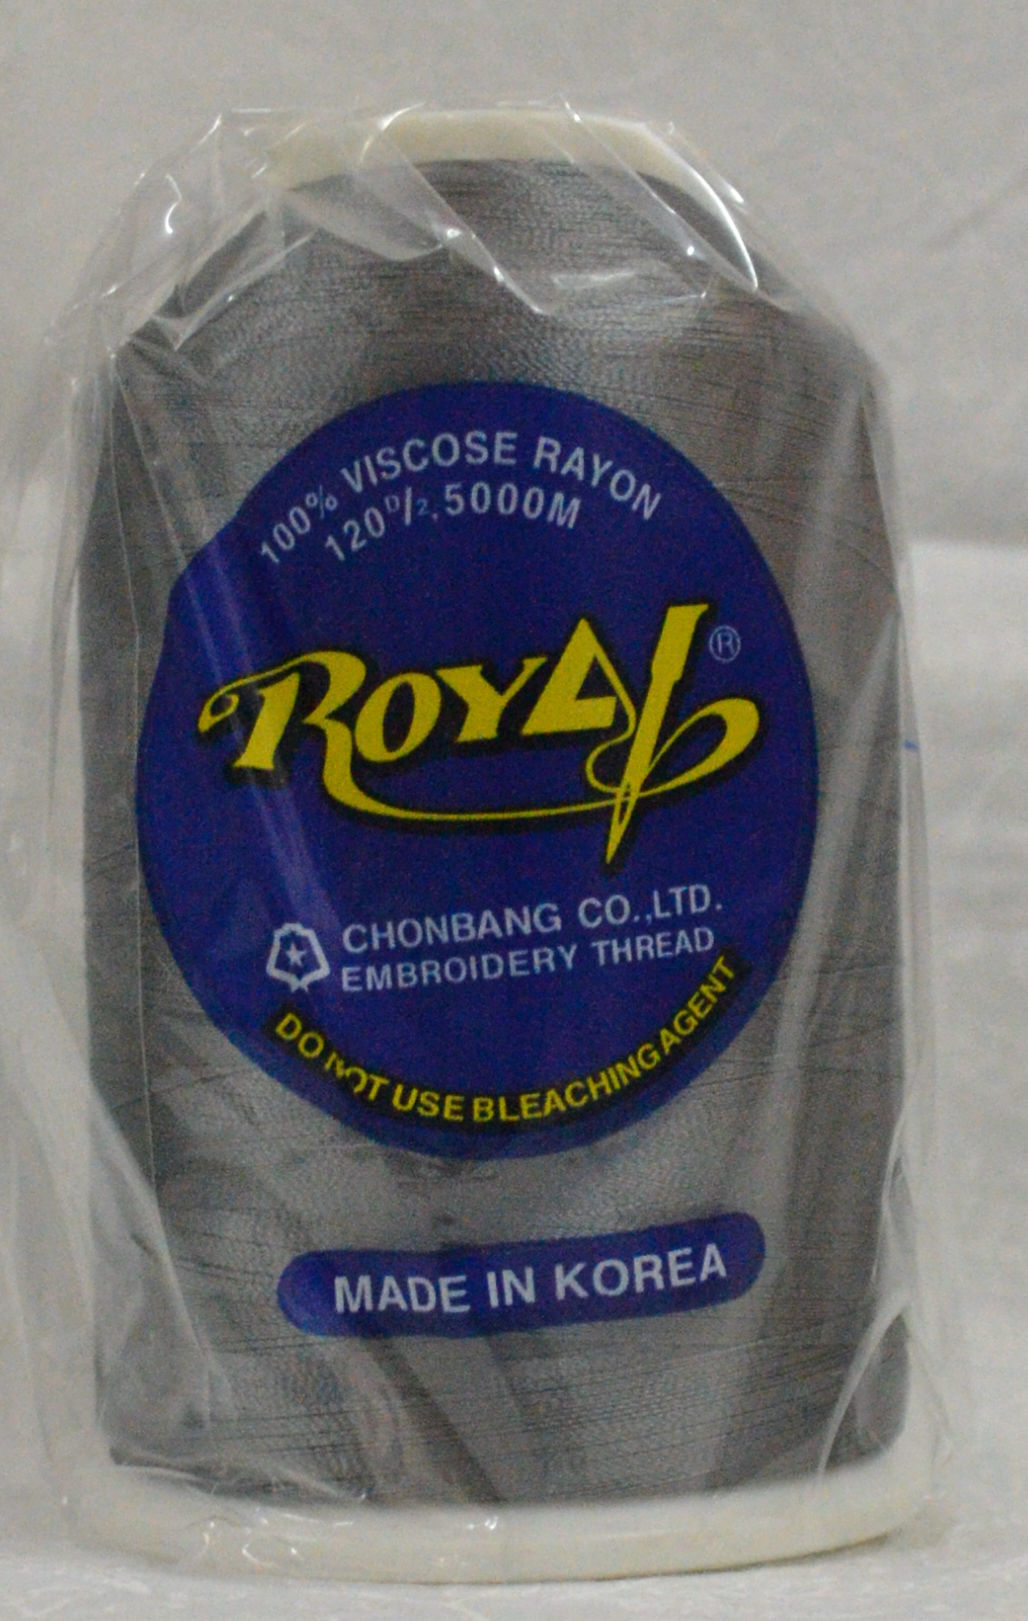 100% VISCOSE RAYON
120ᴰ/2, 5000M
ROYAL®
CHONBANG CO.,LTD.
EMBROIDERY THREAD
DO NOT USE BLEACHING AGENT
MADE IN KOREA